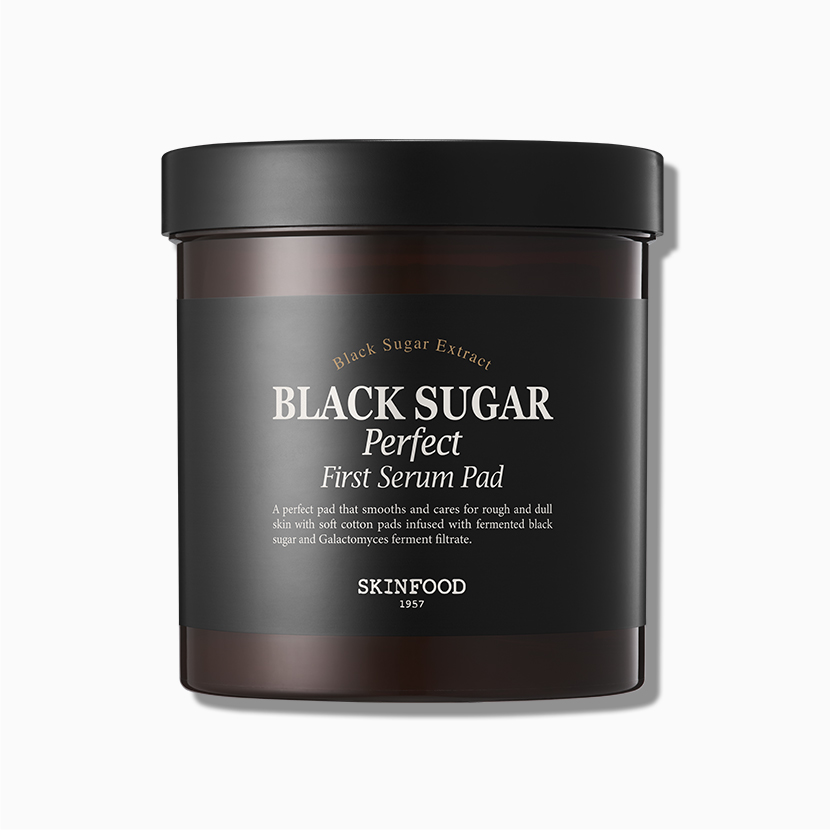 Black Sugar Extract
BLACK SUGAR
Perfect
First Serum Pad
A perfect pad that smooths and cares for rough and dull
skin with soft cotton pads infused with fermented black
sugar and Galactomyces ferment filtrate.
SKINFOOD
1957